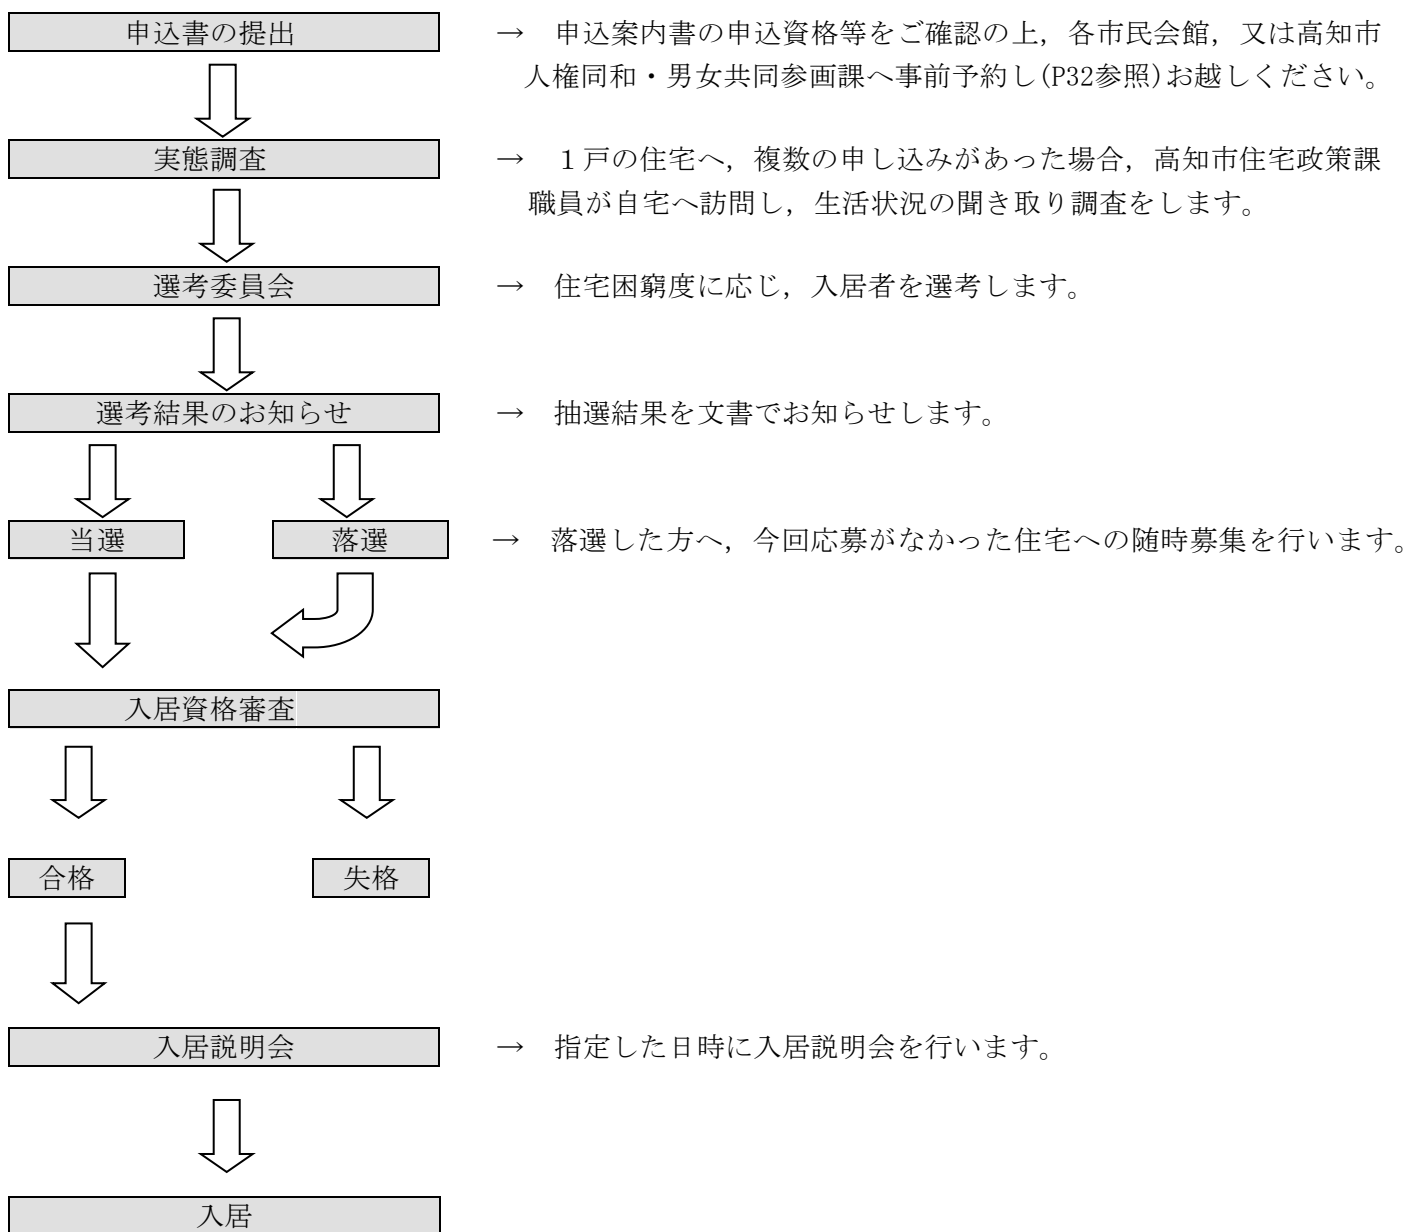 申込書の提出
→ 申込案内書の申込資格等をご確認の上，各市民会館，又は高知市
人権同和・男女共同参画課へ事前予約し(P32参照)お越しください。
実態調査
→ １戸の住宅へ，複数の申し込みがあった場合，高知市住宅政策課
職員が自宅へ訪問し，生活状況の聞き取り調査をします。
選考委員会
→ 住宅困窮度に応じ，入居者を選考します。
選考結果のお知らせ
→ 抽選結果を文書でお知らせします。
当選
落選
→ 落選した方へ，今回応募がなかった住宅への随時募集を行います。
入居資格審査
合格
失格
入居説明会
→ 指定した日時に入居説明会を行います。
入居